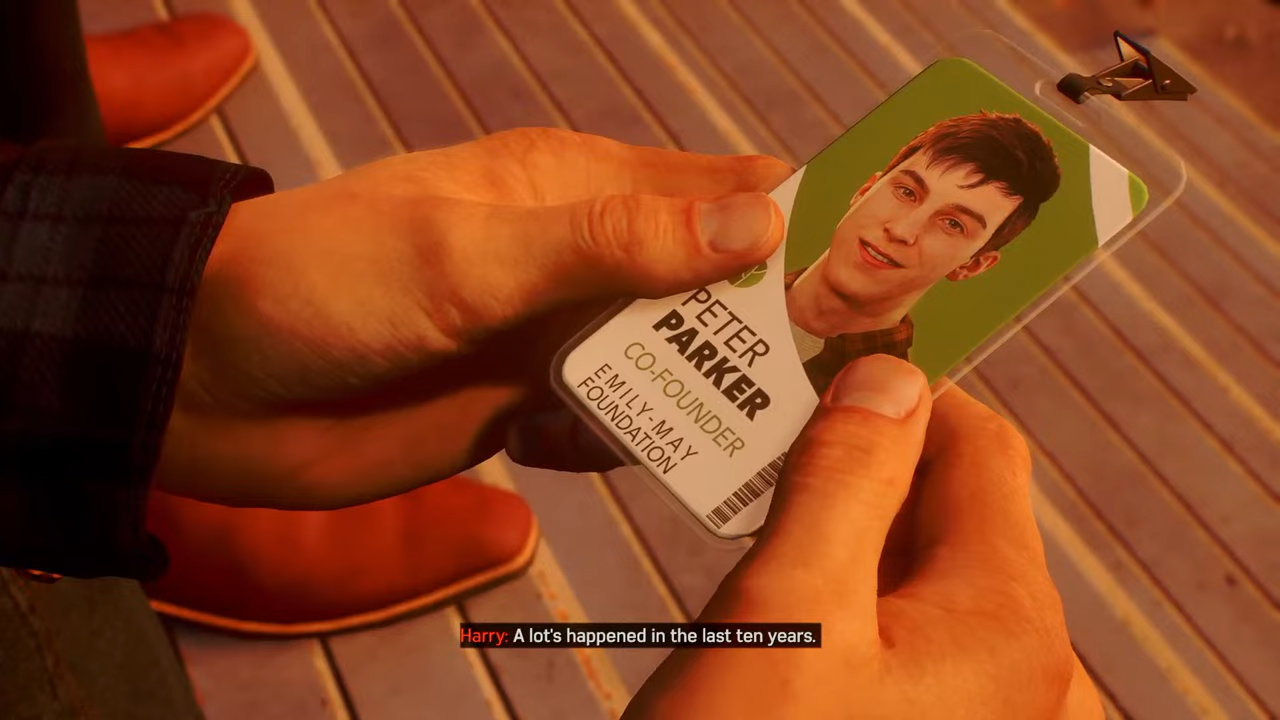 PETER
PARKER
CO-FOUNDER
EMILY-MAY
FOUNDATION
Harry: A lot's happened in the last ten years.